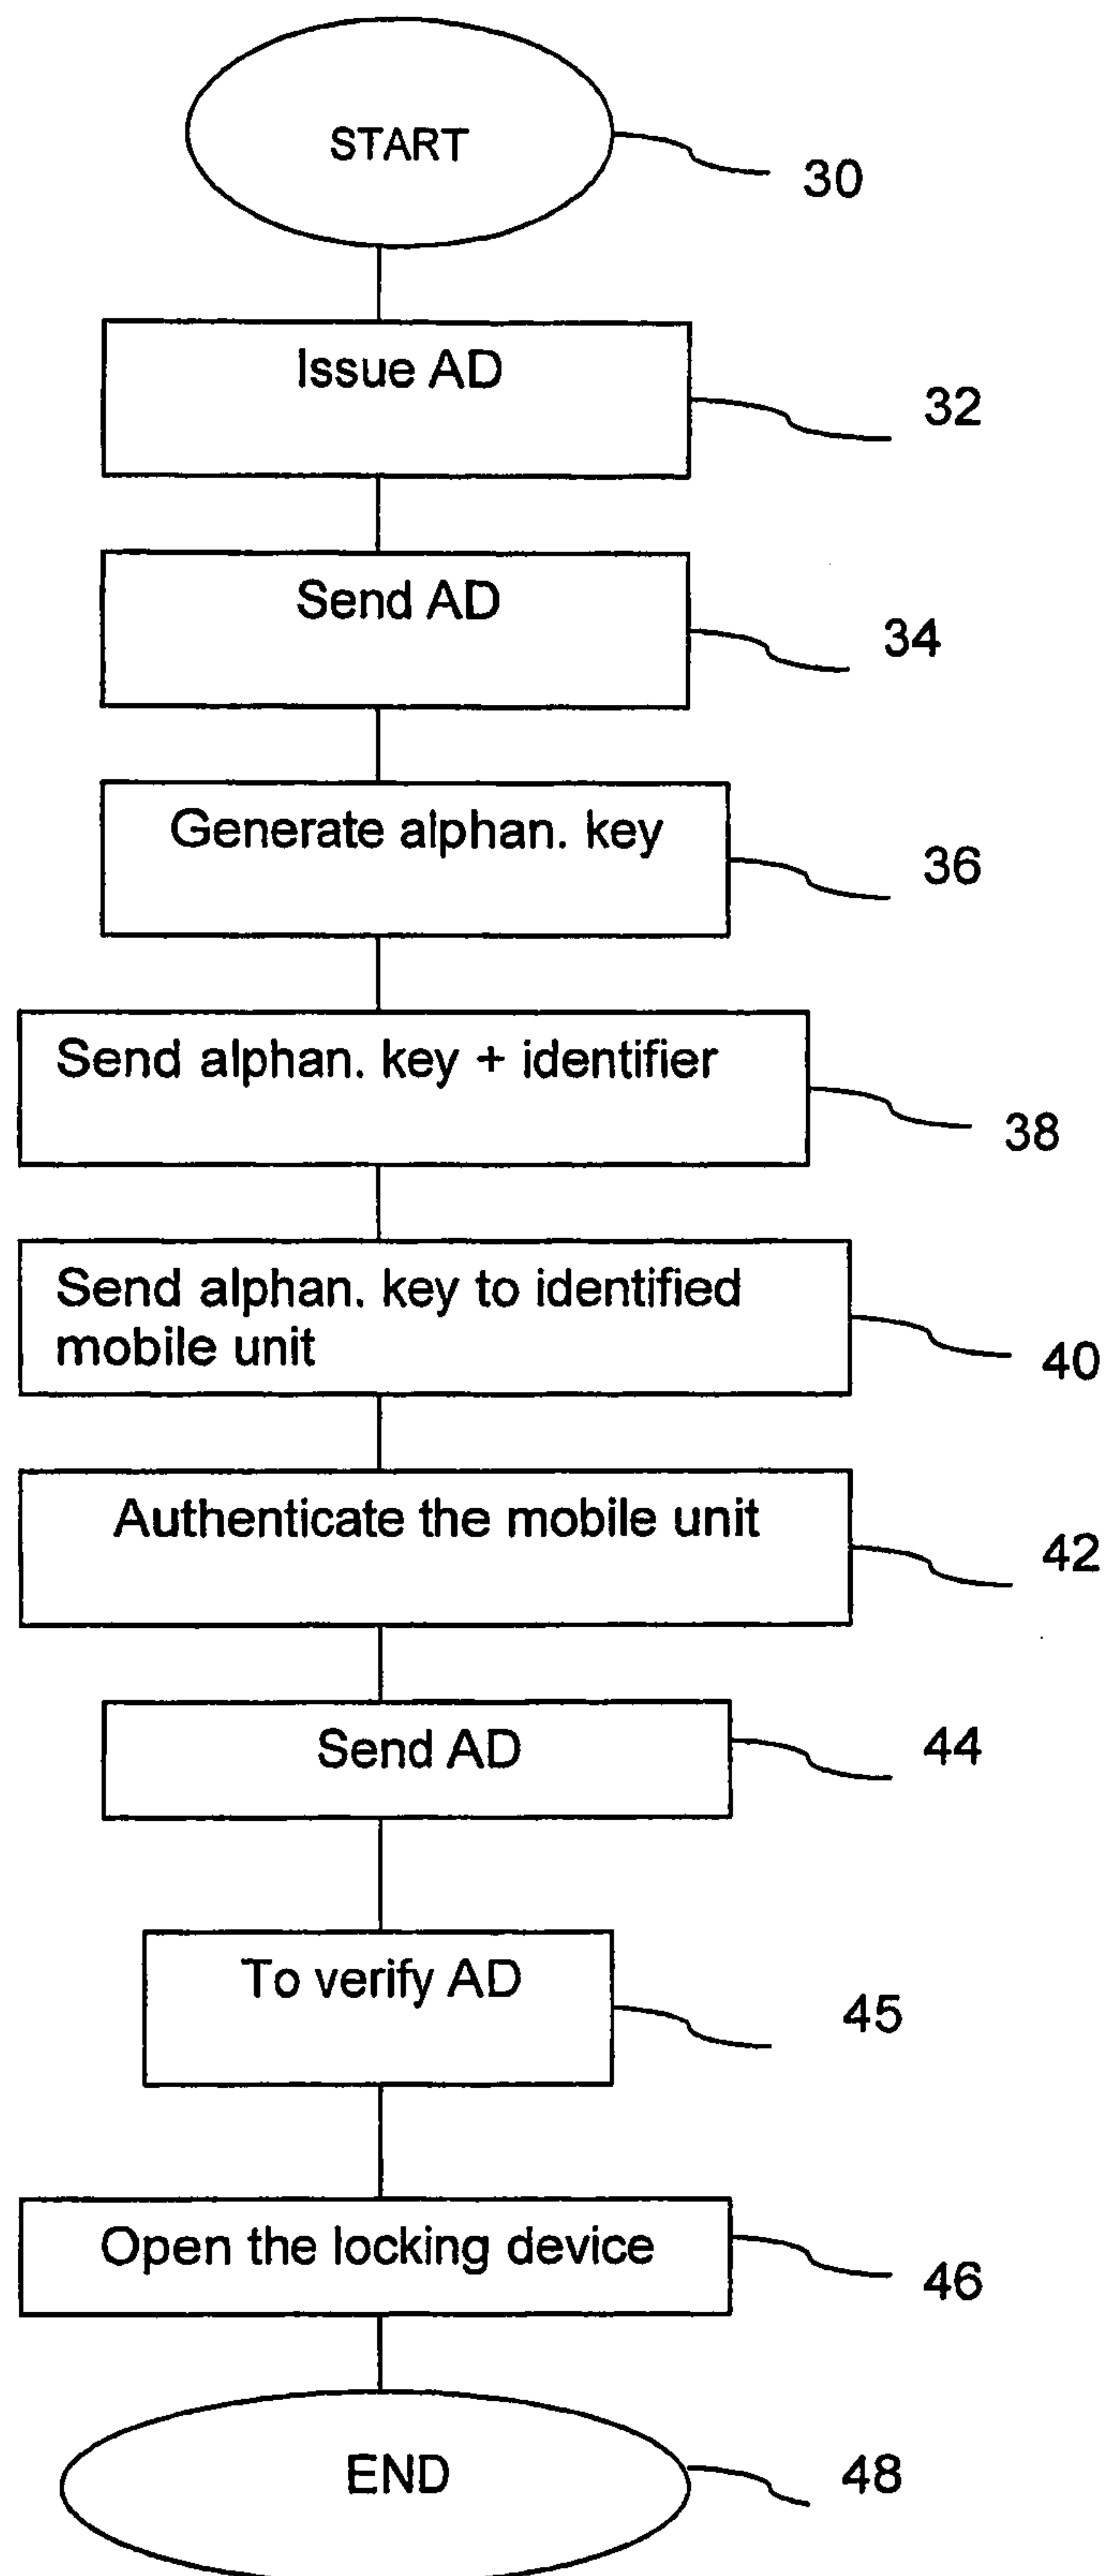 START
30
Issue AD
32
Send AD
34
Generate alphan. key
36
Send alphan. key + identifier
38
Send alphan. key to identified
mobile unit
40
Authenticate the mobile unit
42
Send AD
44
To verify AD
45
Open the locking device
46
END
48